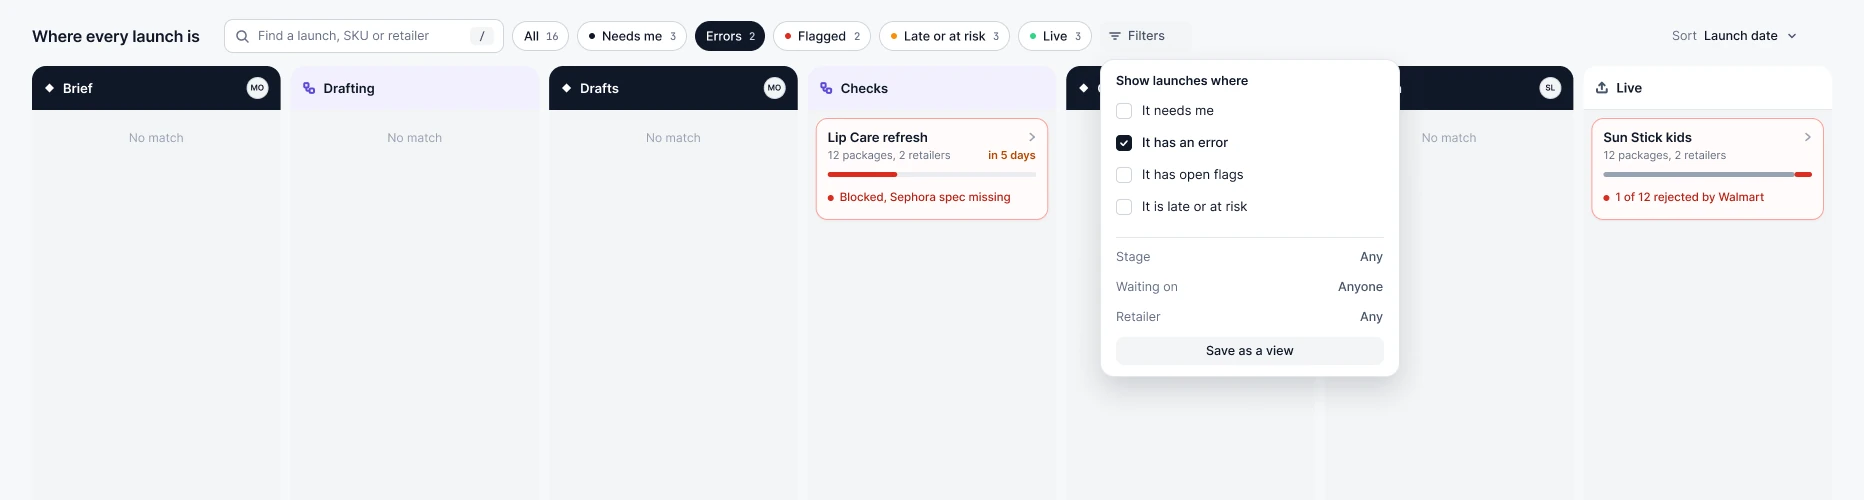 Where every launch is
Find a launch, SKU or retailer /
All 16
Needs me 3
Errors 2
Flagged 2
Late or at risk 3
Live 3
Filters
Sort Launch date
Brief MO
Drafting
Drafts MO
Checks
SL
Live
No match
No match
No match
Lip Care refresh
12 packages, 2 retailers in 5 days
Blocked, Sephora spec missing
Show launches where
It needs me
It has an error
It has open flags
It is late or at risk
Stage Any
Waiting on Anyone
Retailer Any
Save as a view
No match
Sun Stick kids
12 packages, 2 retailers
1 of 12 rejected by Walmart